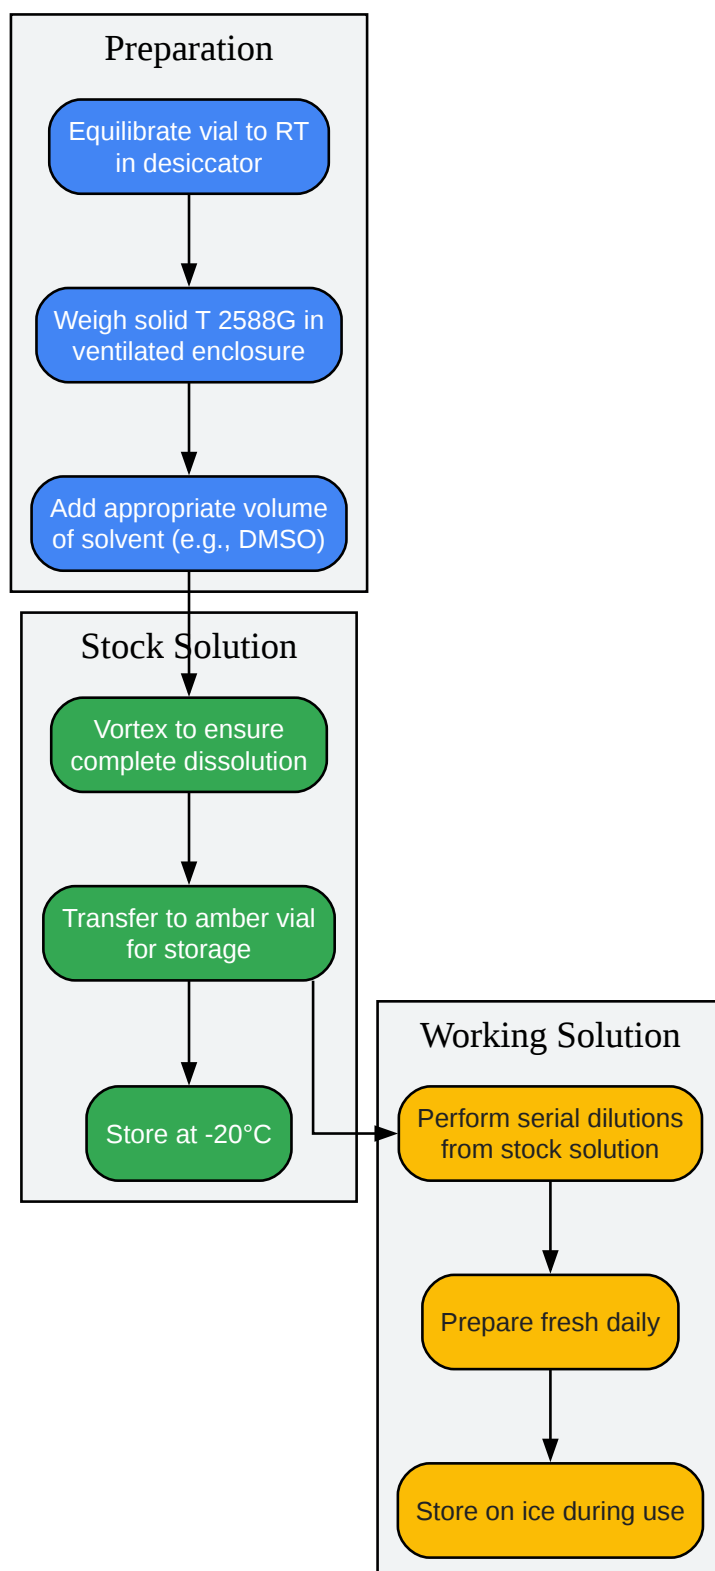 Preparation
Equilibrate vial to RT
in desiccator
Weigh solid T 2588G in
ventilated enclosure
Add appropriate volume
of solvent (e.g., DMSO)
Stock Solution
Vortex to ensure
complete dissolution
Transfer to amber vial
for storage
Store at -20°C
Working Solution
Perform serial dilutions
from stock solution
Prepare fresh daily
Store on ice during use